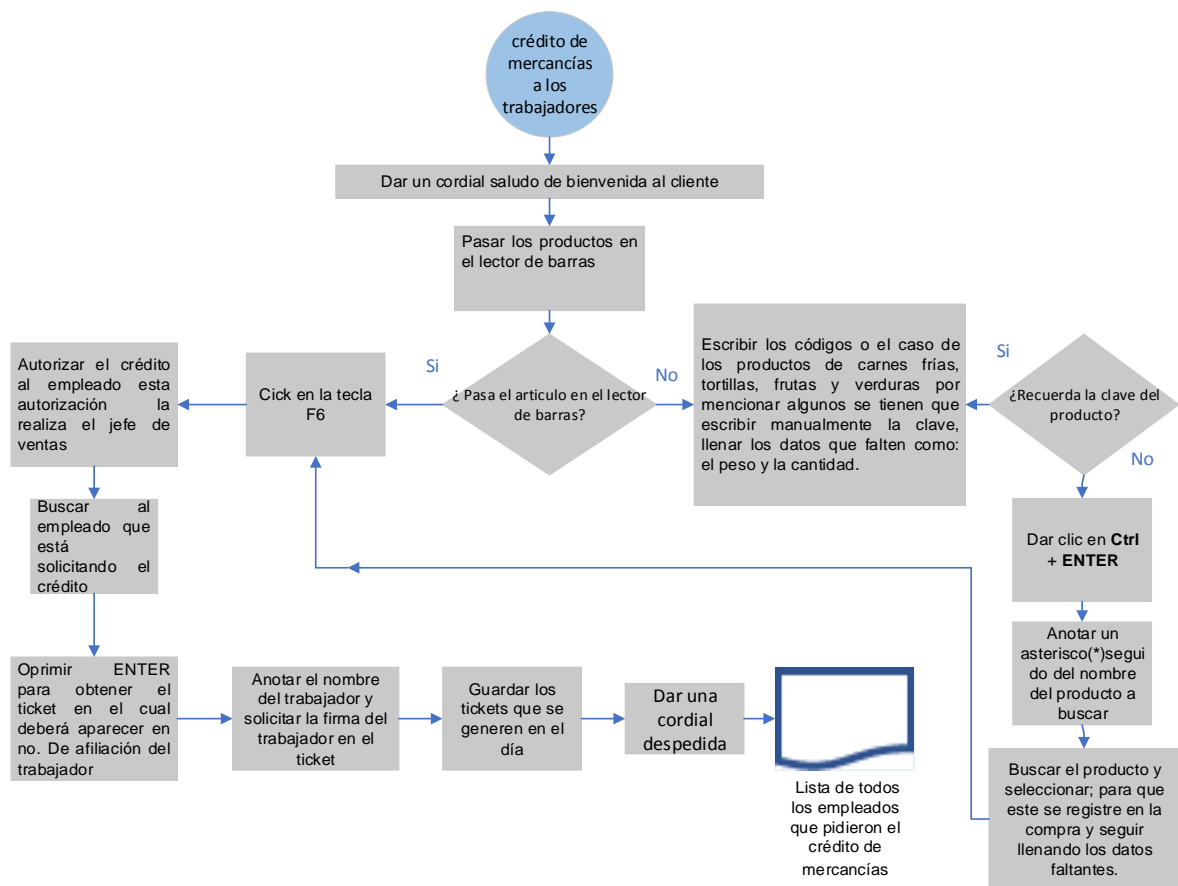 crédito de
mercancías
a los
trabajadores
Dar un cordial saludo de bienvenida al cliente
Pasar los productos en
el lector de barras
¿ Pasa el articulo en el lector
de barras?
Si
No
Cick en la tecla
F6
Escribir los códigos o el caso de
los productos de carnes frías,
tortillas, frutas y verduras por
mencionar algunos se tienen que
escribir manualmente la clave,
llenar los datos que falten como:
el peso y la cantidad.
Si
¿Recuerda la clave del
producto?
No
Dar clic en Ctrl
+ ENTER
Anotar un
asterisco(*)segui
do del nombre
del producto a
buscar
Buscar el producto y
seleccionar; para que
este se registre en la
compra y seguir
llenando los datos
faltantes.
Autorizar el crédito
al empleado esta
autorización la
realiza el jefe de
ventas
Buscar al
empleado que
está
solicitando el
crédito
Oprimir ENTER
para obtener el
ticket en el cual
deberá aparecer en
no. De afiliación del
trabajador
Anotar el nombre
del trabajador y
solicitar la firma del
trabajador en el
ticket
Guardar los
tickets que se
generen en el
día
Dar una
cordial
despedida
Lista de todos
los empleados
que pidieron el
crédito de
mercancías